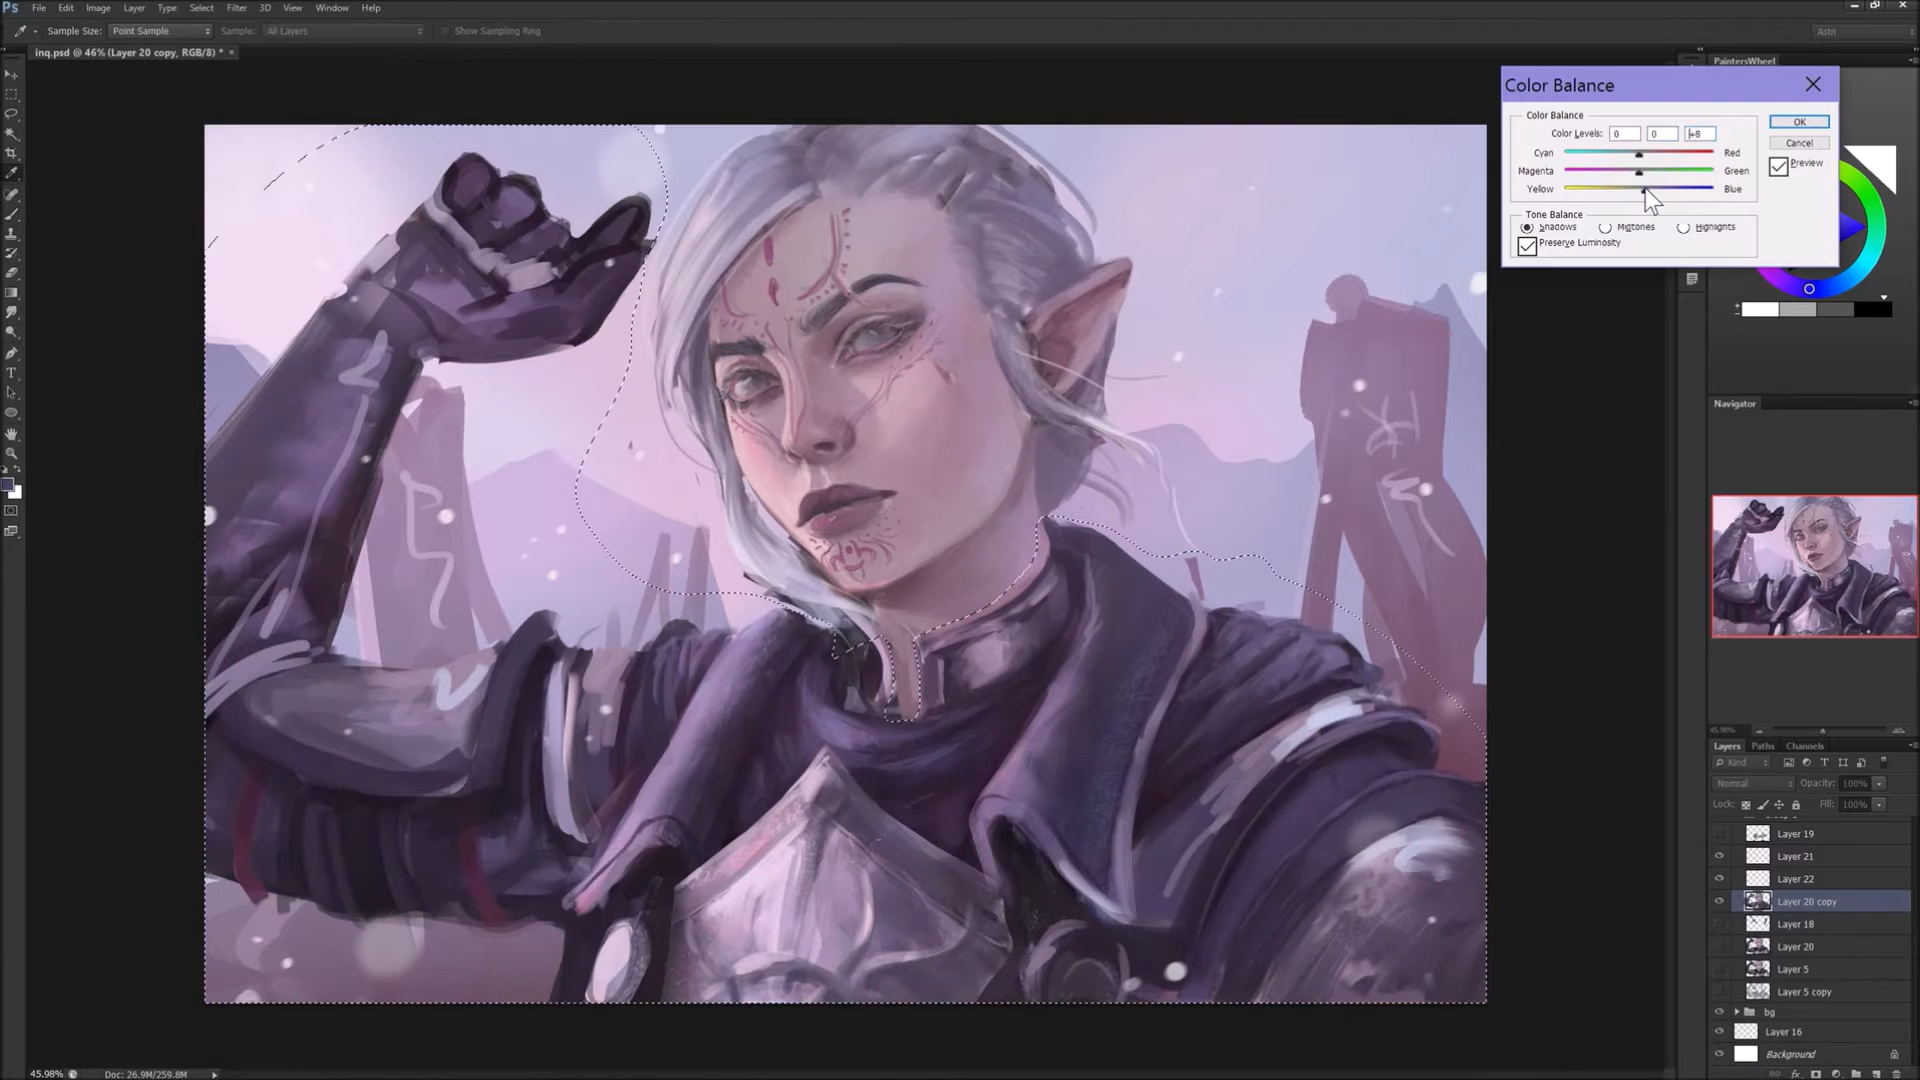 Ps File Edit Image Layer Type Select Filter 3D View Window Help
Sample Size: Point Sample Sample: All Layers Show Sampling Ring Astri
inq.psd @ 46% (Layer 20 copy, RGB/8) * ×
PaintersWheel
Color Balance
Color Balance
Color Levels: 0 0 +8
Cyan Red
Magenta Green
Yellow Blue
OK
Cancel
Preview
Tone Balance
Shadows Midtones Highlights
Preserve Luminosity
Navigator
45.98%
Layers Paths Channels
Kind
Normal Opacity: 100%
Lock: Fill: 100%
Layer 19
Layer 21
Layer 22
Layer 20 copy
Layer 18
Layer 20
Layer 5
Layer 5 copy
bg
Layer 16
Background
45.98% Doc: 26.9M/259.8M